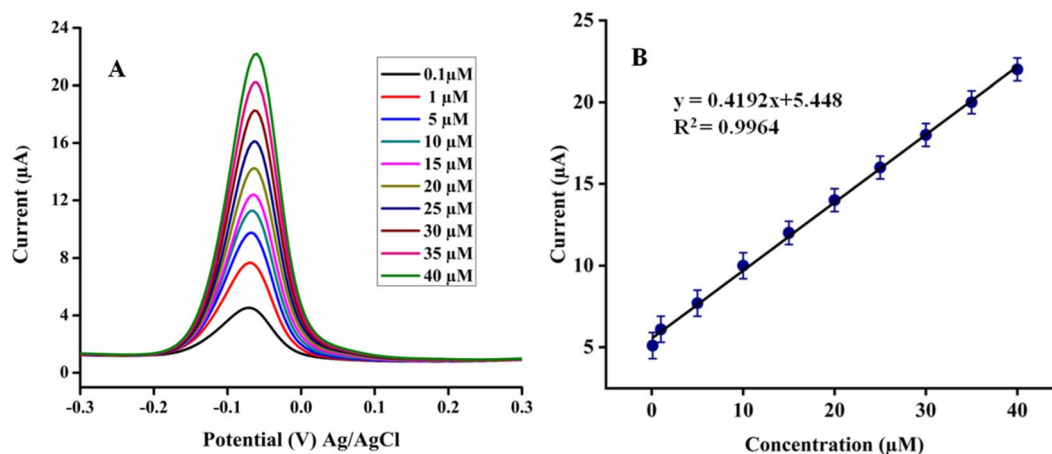 A
24
20
16
12
8
4
0
Current (µA)
-0.3
-0.2
-0.1
0.0
0.1
0.2
0.3
Potential (V) Ag/AgCl
0.1µM
1 µM
5 µM
10 µM
15 µM
20 µM
25 µM
30 µM
35 µM
40 µM
B
25
20
15
10
5
Current (µA)
y = 0.4192x+5.448
R²= 0.9964
0
10
20
30
40
Concentration (µM)